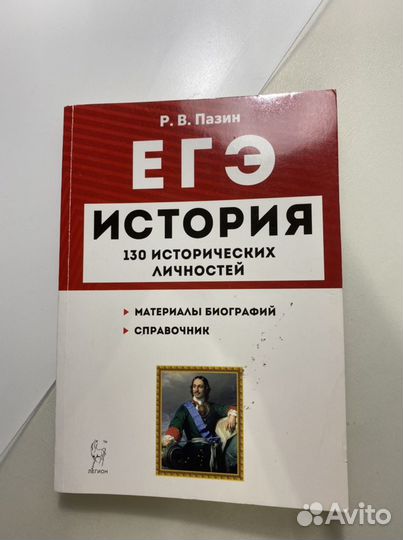 Р. В. Пазин
ЕГЭ
ИСТОРИЯ
130 ИСТОРИЧЕСКИХ
ЛИЧНОСТЕЙ
МАТЕРИАЛЫ БИОГРАФИЙ
СПРАВОЧНИК
ЛЕГИОН
Avito